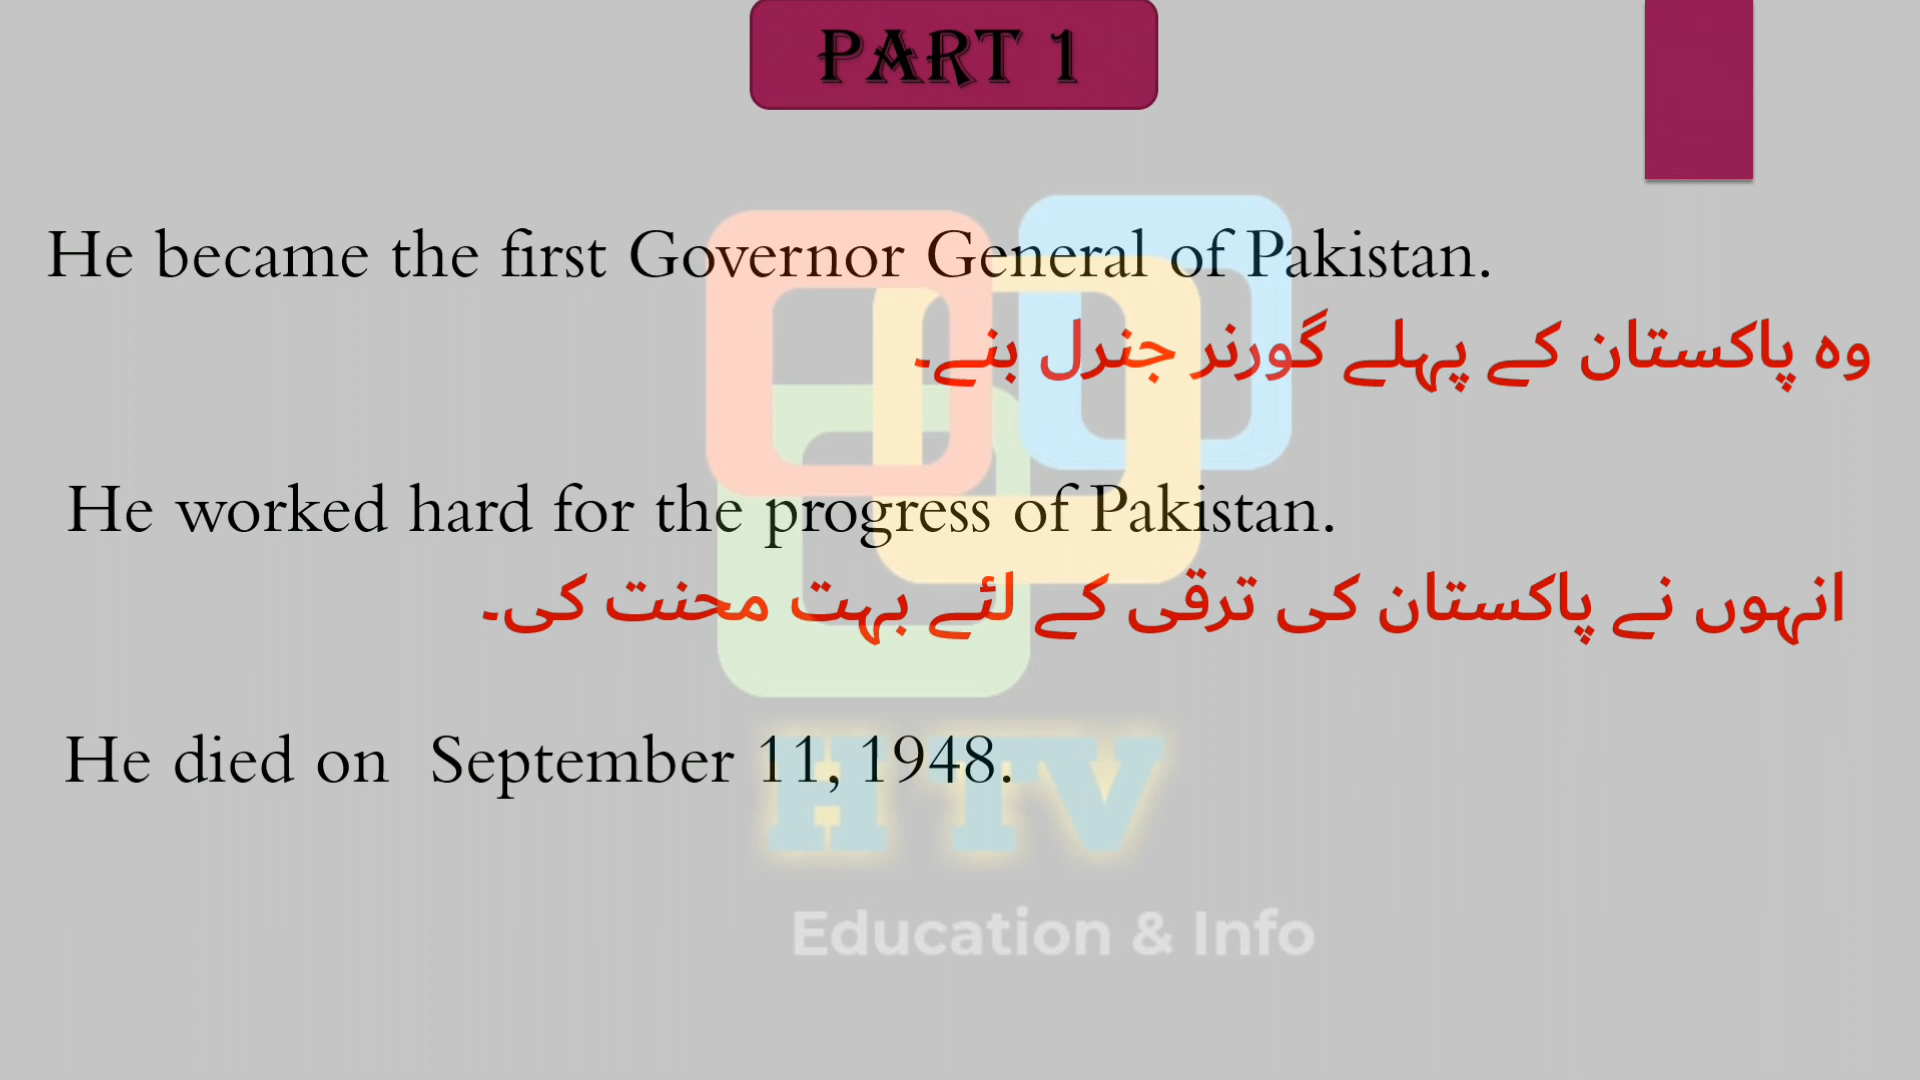 PART 1
He became the first Governor General of Pakistan.
وہ پاکستان کے پہلے گورنر جنرل بنے۔
He worked hard for the progress of Pakistan.
انہوں نے پاکستان کی ترقی کے لئے بہت محنت کی۔
He died on September 11, 1948.
HTV
Education & Info